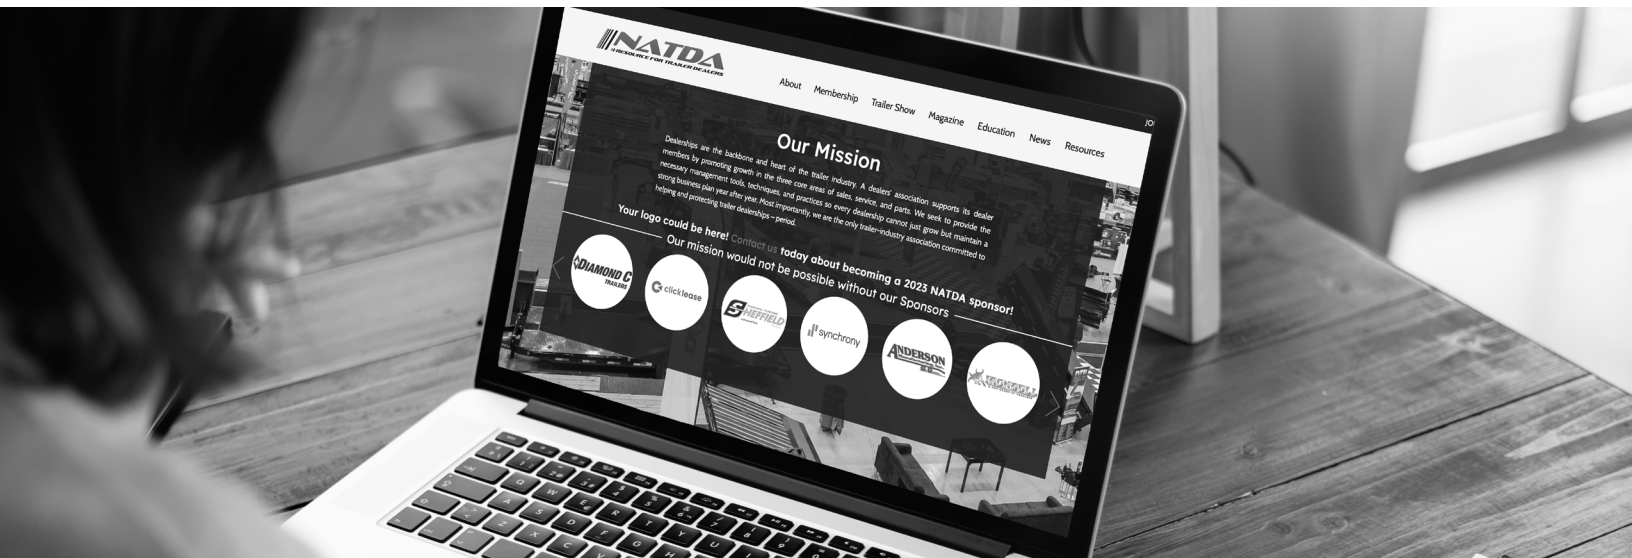 NATDA
A RESOURCE FOR TRAILER DEALERS
JO
About Membership Trailer Show Magazine Education News Resources
Our Mission
Dealerships are the backbone and heart of the trailer industry. A dealers' association supports its dealer
members by promoting growth in the three core areas of sales, service, and parts. We seek to provide the
necessary management tools, techniques, and practices so every dealership cannot just grow but maintain a
strong business plan year after year. Most importantly, we are the only trailer-industry association committed to
helping and protecting trailer dealerships – period.
Your logo could be here! Contact us today about becoming a 2023 NATDA sponsor!
Our mission would not be possible without our Sponsors
DIAMOND C
TRAILERS
clicklease
SHEFFIELD
synchrony
ANDERSON
IRONBULL
Q W E R T Y U
A S D F G H
Z X